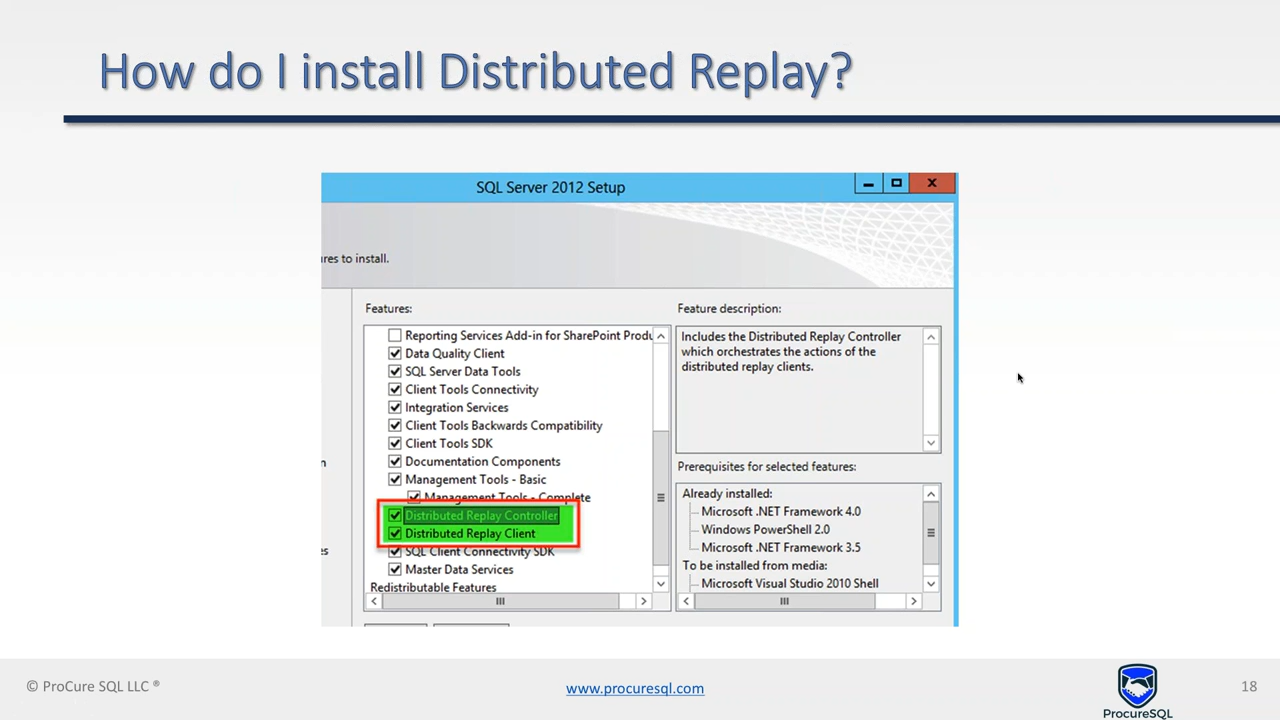 How do I install Distributed Replay?
SQL Server 2012 Setup
ures to install.
Features:
Reporting Services Add-in for SharePoint Produ
Data Quality Client
SQL Server Data Tools
Client Tools Connectivity
Integration Services
Client Tools Backwards Compatibility
Client Tools SDK
Documentation Components
Management Tools - Basic
Management Tools - Complete
Distributed Replay Controller
Distributed Replay Client
SQL Client Connectivity SDK
Master Data Services
Redistributable Features
n
es
Feature description:
Includes the Distributed Replay Controller
which orchestrates the actions of the
distributed replay clients.
Prerequisites for selected features:
Already installed:
Microsoft .NET Framework 4.0
Windows PowerShell 2.0
Microsoft .NET Framework 3.5
To be installed from media:
Microsoft Visual Studio 2010 Shell
© ProCure SQL LLC ®
www.procuresql.com
ProcureSQL
18